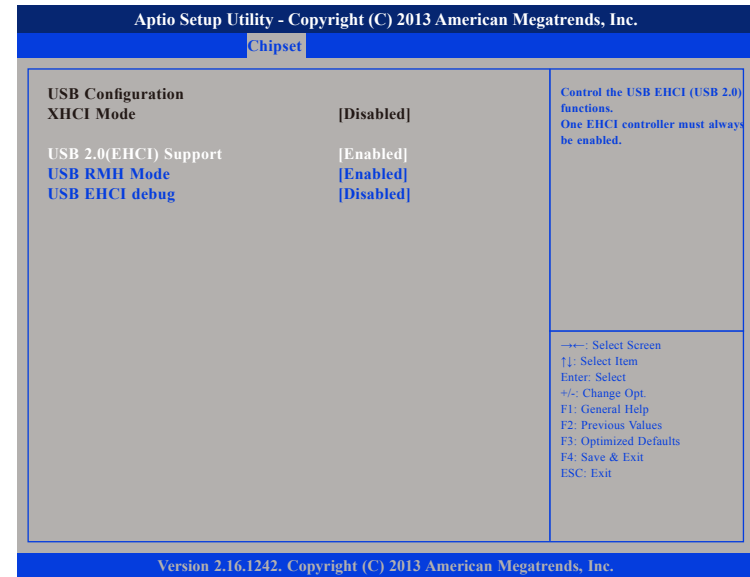 Aptio Setup Utility - Copyright (C) 2013 American Megatrends, Inc.
Chipset
USB Configuration
XHCI Mode [Disabled]
USB 2.0(EHCI) Support [Enabled]
USB RMH Mode [Enabled]
USB EHCI debug [Disabled]
Control the USB EHCI (USB 2.0)
functions.
One EHCI controller must always
be enabled.
→←: Select Screen
↑↓: Select Item
Enter: Select
+/-: Change Opt.
F1: General Help
F2: Previous Values
F3: Optimized Defaults
F4: Save & Exit
ESC: Exit
Version 2.16.1242. Copyright (C) 2013 American Megatrends, Inc.